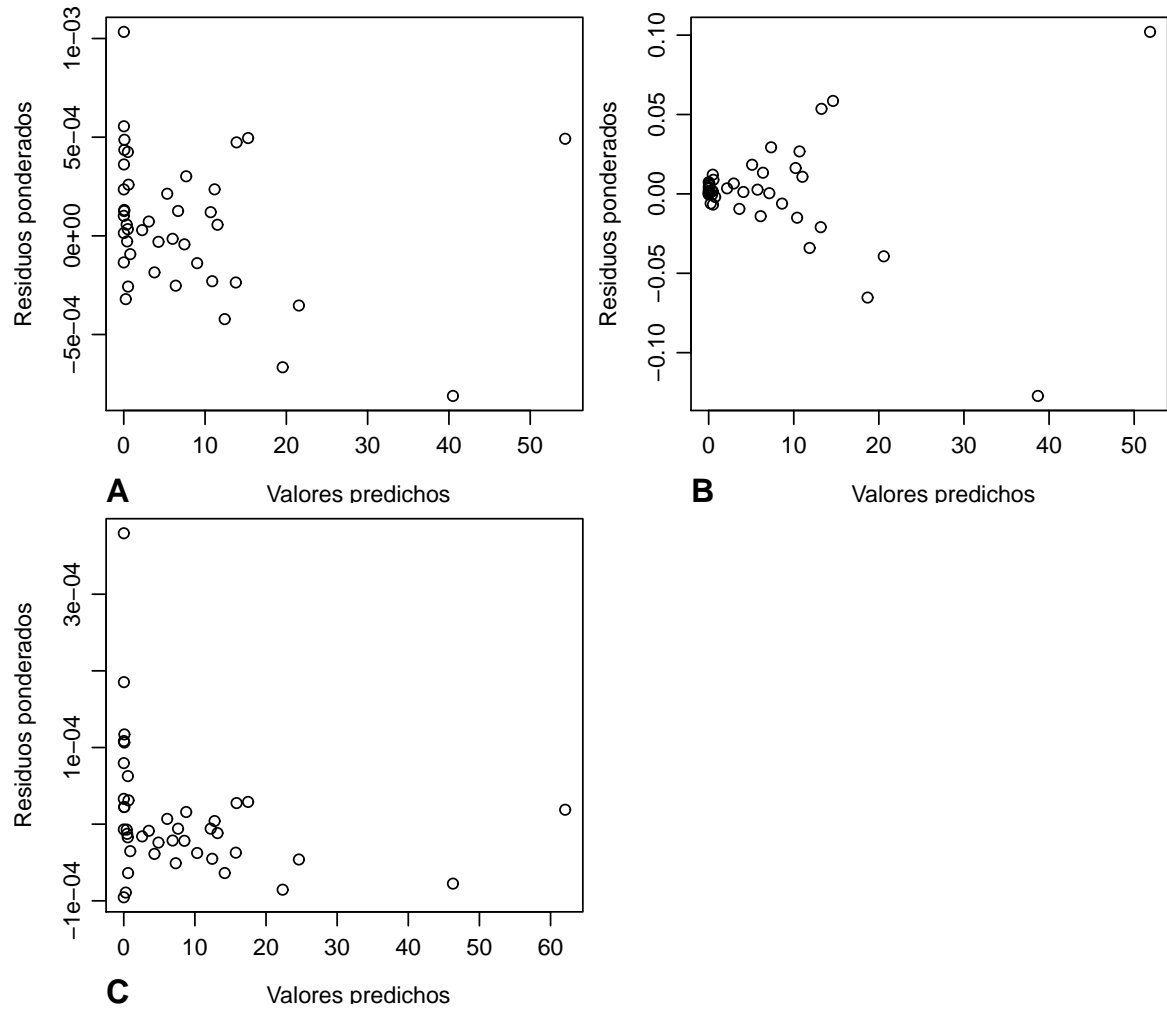 Residuos ponderados
1e−03
5e−04
0e+00
−5e−04
0 10 20 30 40 50
A Valores predichos
Residuos ponderados
0.10
0.05
0.00
−0.05
−0.10
0 10 20 30 40 50
B Valores predichos
Residuos ponderados
3e−04
1e−04
−1e−04
0 10 20 30 40 50 60
C Valores predichos